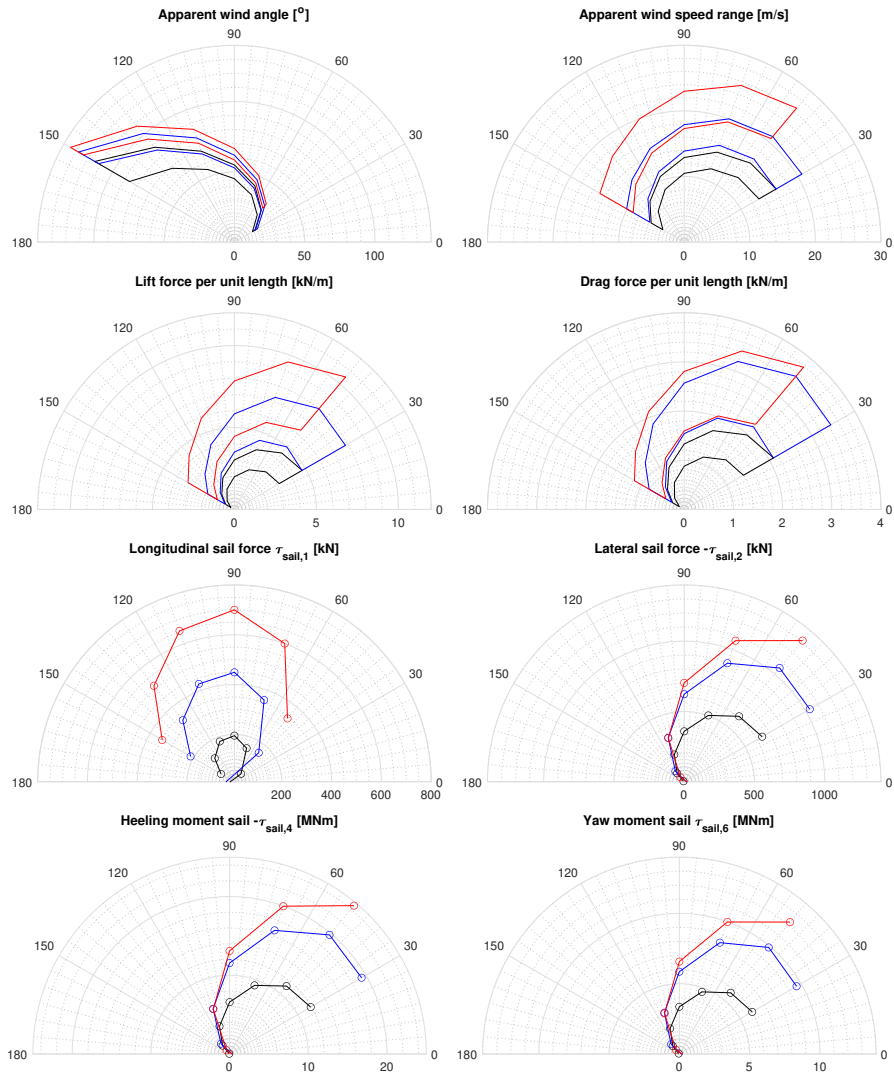 Apparent wind angle [°]
90
120 60
150 30
180 0
0 50 100
Apparent wind speed range [m/s]
90
120 60
150 30
180 0
0 10 20 30
Lift force per unit length [kN/m]
90
120 60
150 30
180 0
0 5 10
Drag force per unit length [kN/m]
90
120 60
150 30
180 0
0 1 2 3 4
Longitudinal sail force τsail,1 [kN]
90
120 60
150 30
180 0
200 400 600 800
Lateral sail force -τsail,2 [kN]
90
120 60
150 30
180 0
0 500 1000
Heeling moment sail -τsail,4 [MNm]
90
120 60
150 30
180 0
0 10 20
Yaw moment sail τsail,6 [MNm]
90
120 60
150 30
180 0
0 5 10